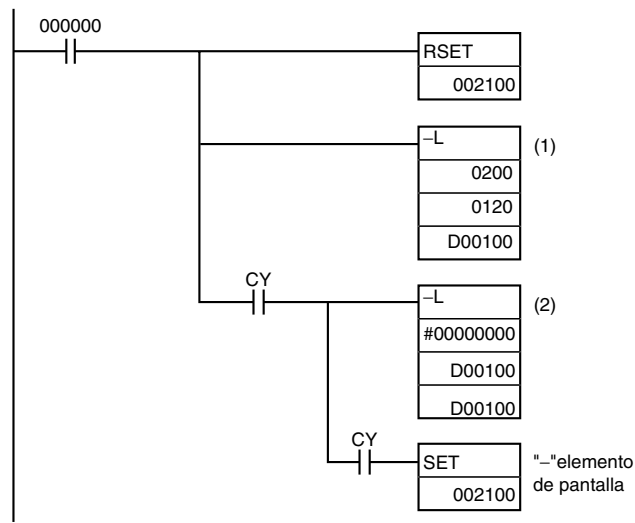 000000
RSET
002100
–L (1)
0200
0120
D00100
CY
–L (2)
#00000000
D00100
D00100
CY
SET "–"elemento
de pantalla
002100